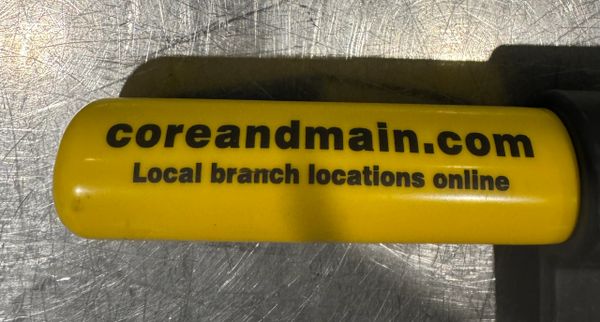 coreandmain.com
Local branch locations online